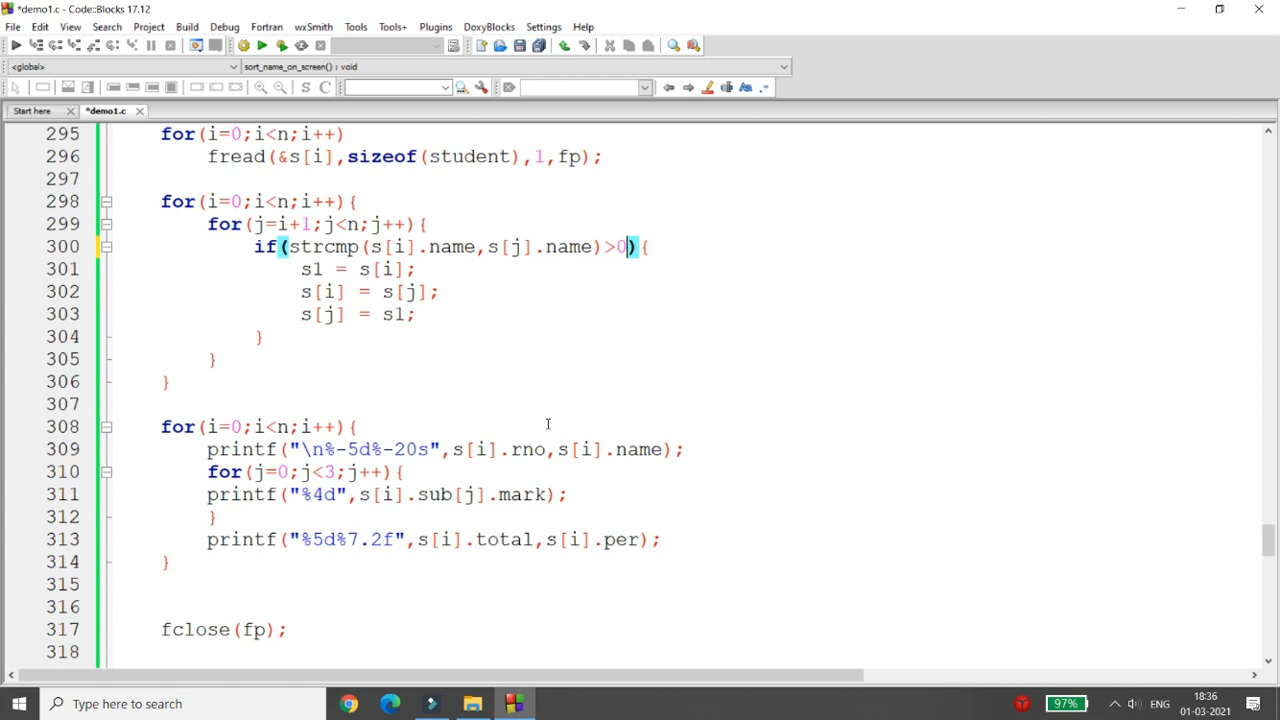 *demo1.c - Code::Blocks 17.12
File Edit View Search Project Build Debug Fortran wxSmith Tools Tools+ Plugins DoxyBlocks Settings Help
<global> sort_name_on_screen() : void
S C
Start here *demo1.c
295 for(i=0;i<n;i++)
296 fread(&s[i],sizeof(student),1,fp);
297
298 for(i=0;i<n;i++){
299 for(j=i+1;j<n;j++){
300 if(strcmp(s[i].name,s[j].name)>0){
301 s1 = s[i];
302 s[i] = s[j];
303 s[j] = s1;
304 }
305 }
306 }
307
308 for(i=0;i<n;i++){
309 printf("\n%-5d%-20s",s[i].rno,s[i].name);
310 for(j=0;j<3;j++){
311 printf("%4d",s[i].sub[j].mark);
312 }
313 printf("%5d%7.2f",s[i].total,s[i].per);
314 }
315
316
317 fclose(fp);
318
Type here to search 97% ENG 18:36
01-03-2021